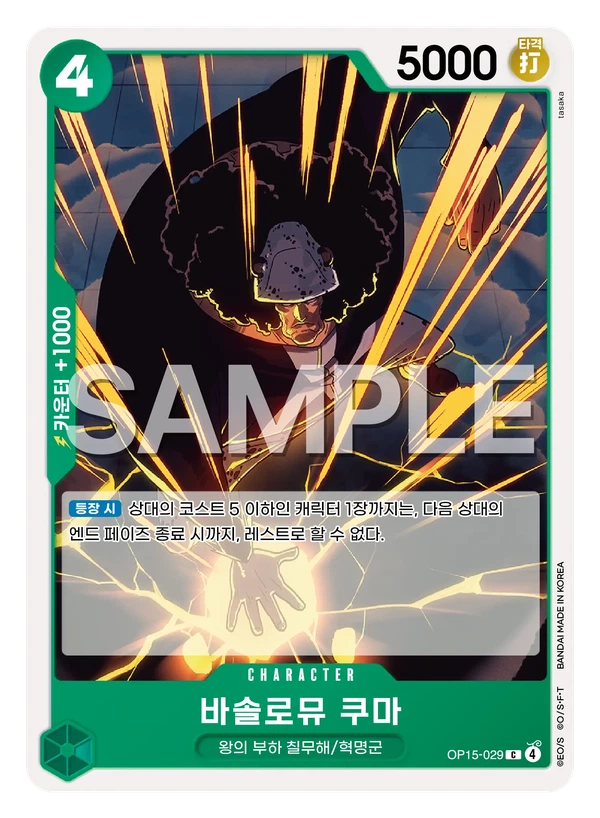 4
5000
타격
打
tasaka
카운터 +1000
SAMPLE
등장 시 상대의 코스트 5 이하인 캐릭터 1장까지는, 다음 상대의
엔드 페이즈 종료 시까지, 레스트로 할 수 없다.
CHARACTER
바솔로뮤 쿠마
왕의 부하 칠무해/혁명군
OP15-029 C 4
©EO/S ©O/S·F·T BANDAI MADE IN KOREA